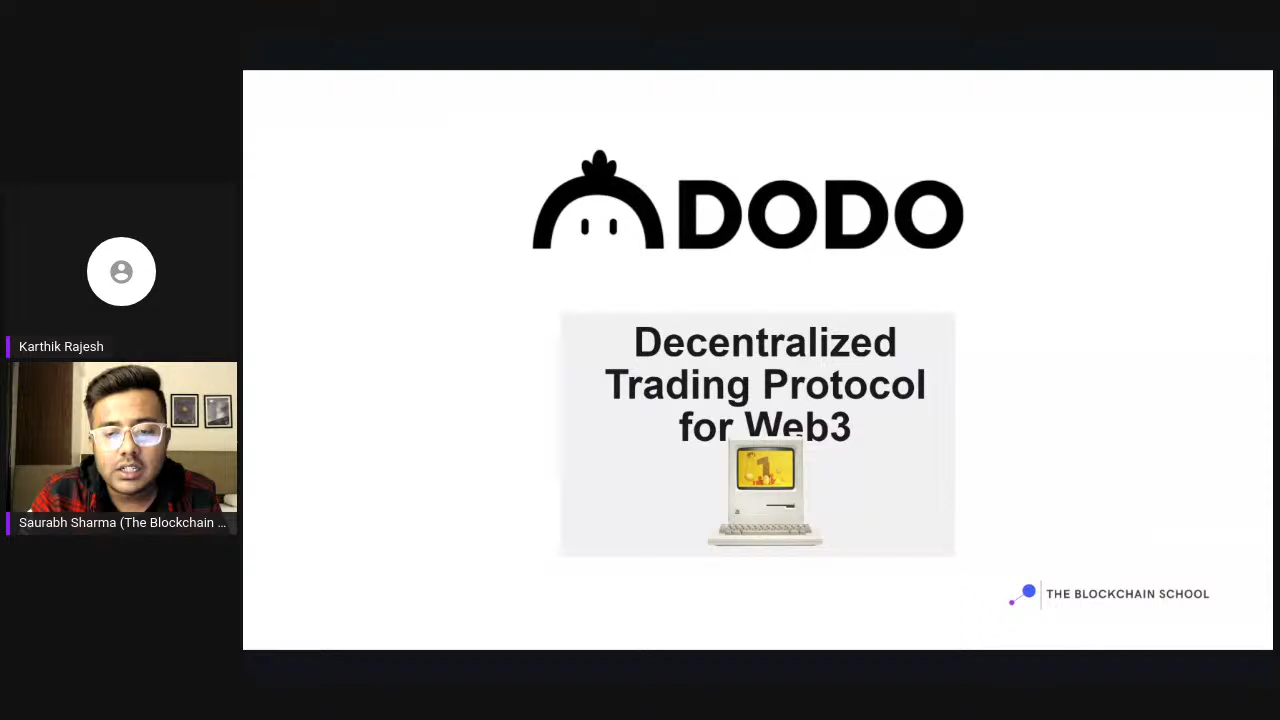 DODO
Decentralized
Trading Protocol
for Web3
Karthik Rajesh
Saurabh Sharma (The Blockchain ...
THE BLOCKCHAIN SCHOOL